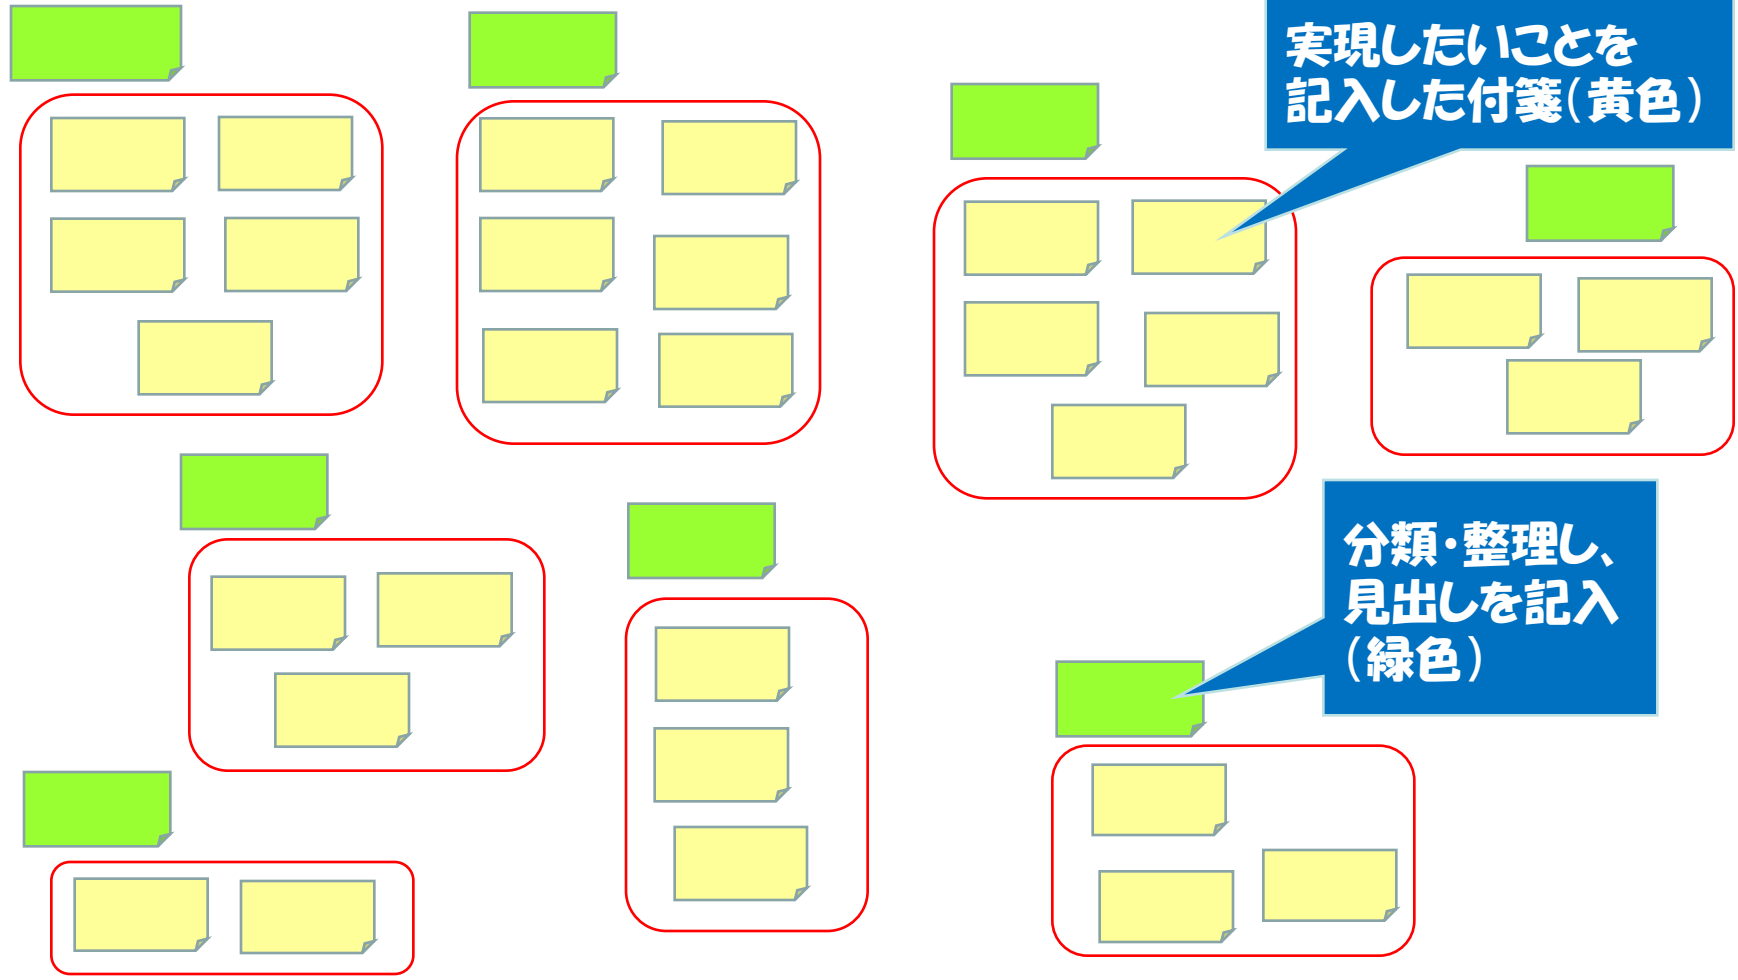 実現したいことを
記入した付箋(黄色)
分類・整理し、
見出しを記入
(緑色)